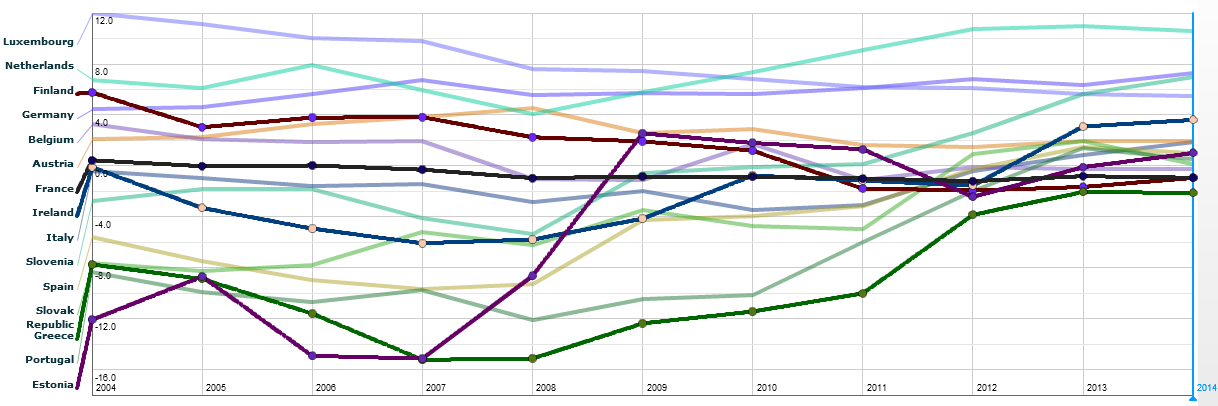 Luxembourg
Netherlands
Finland
Germany
Belgium
Austria
France
Ireland
Italy
Slovenia
Spain
Slovak
Republic
Greece
Portugal
Estonia
12.0
8.0
4.0
0.0
-4.0
-8.0
-12.0
-16.0
2004 2005 2006 2007 2008 2009 2010 2011 2012 2013 2014